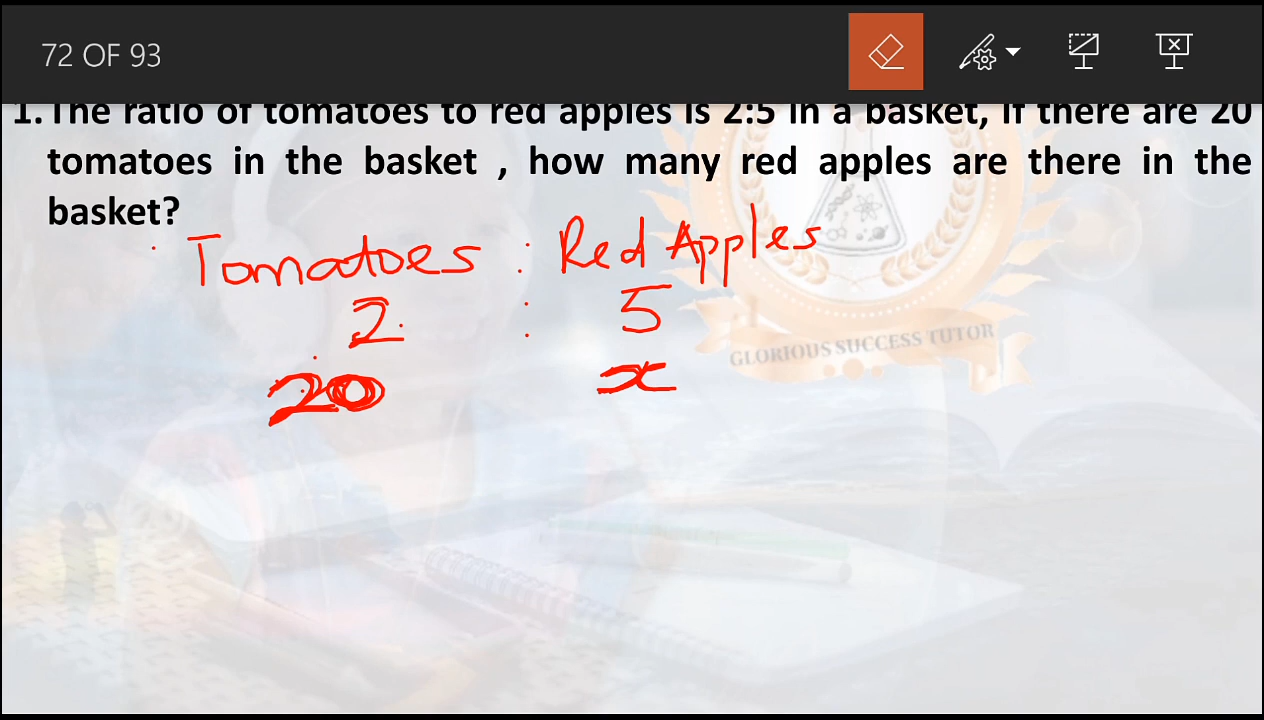 72 OF 93
1. The ratio of tomatoes to red apples is 2:5 in a basket, if there are 20
tomatoes in the basket , how many red apples are there in the
basket?
Tomatoes : Red Apples
2 : 5
20 x
GLORIOUS SUCCESS TUTOR